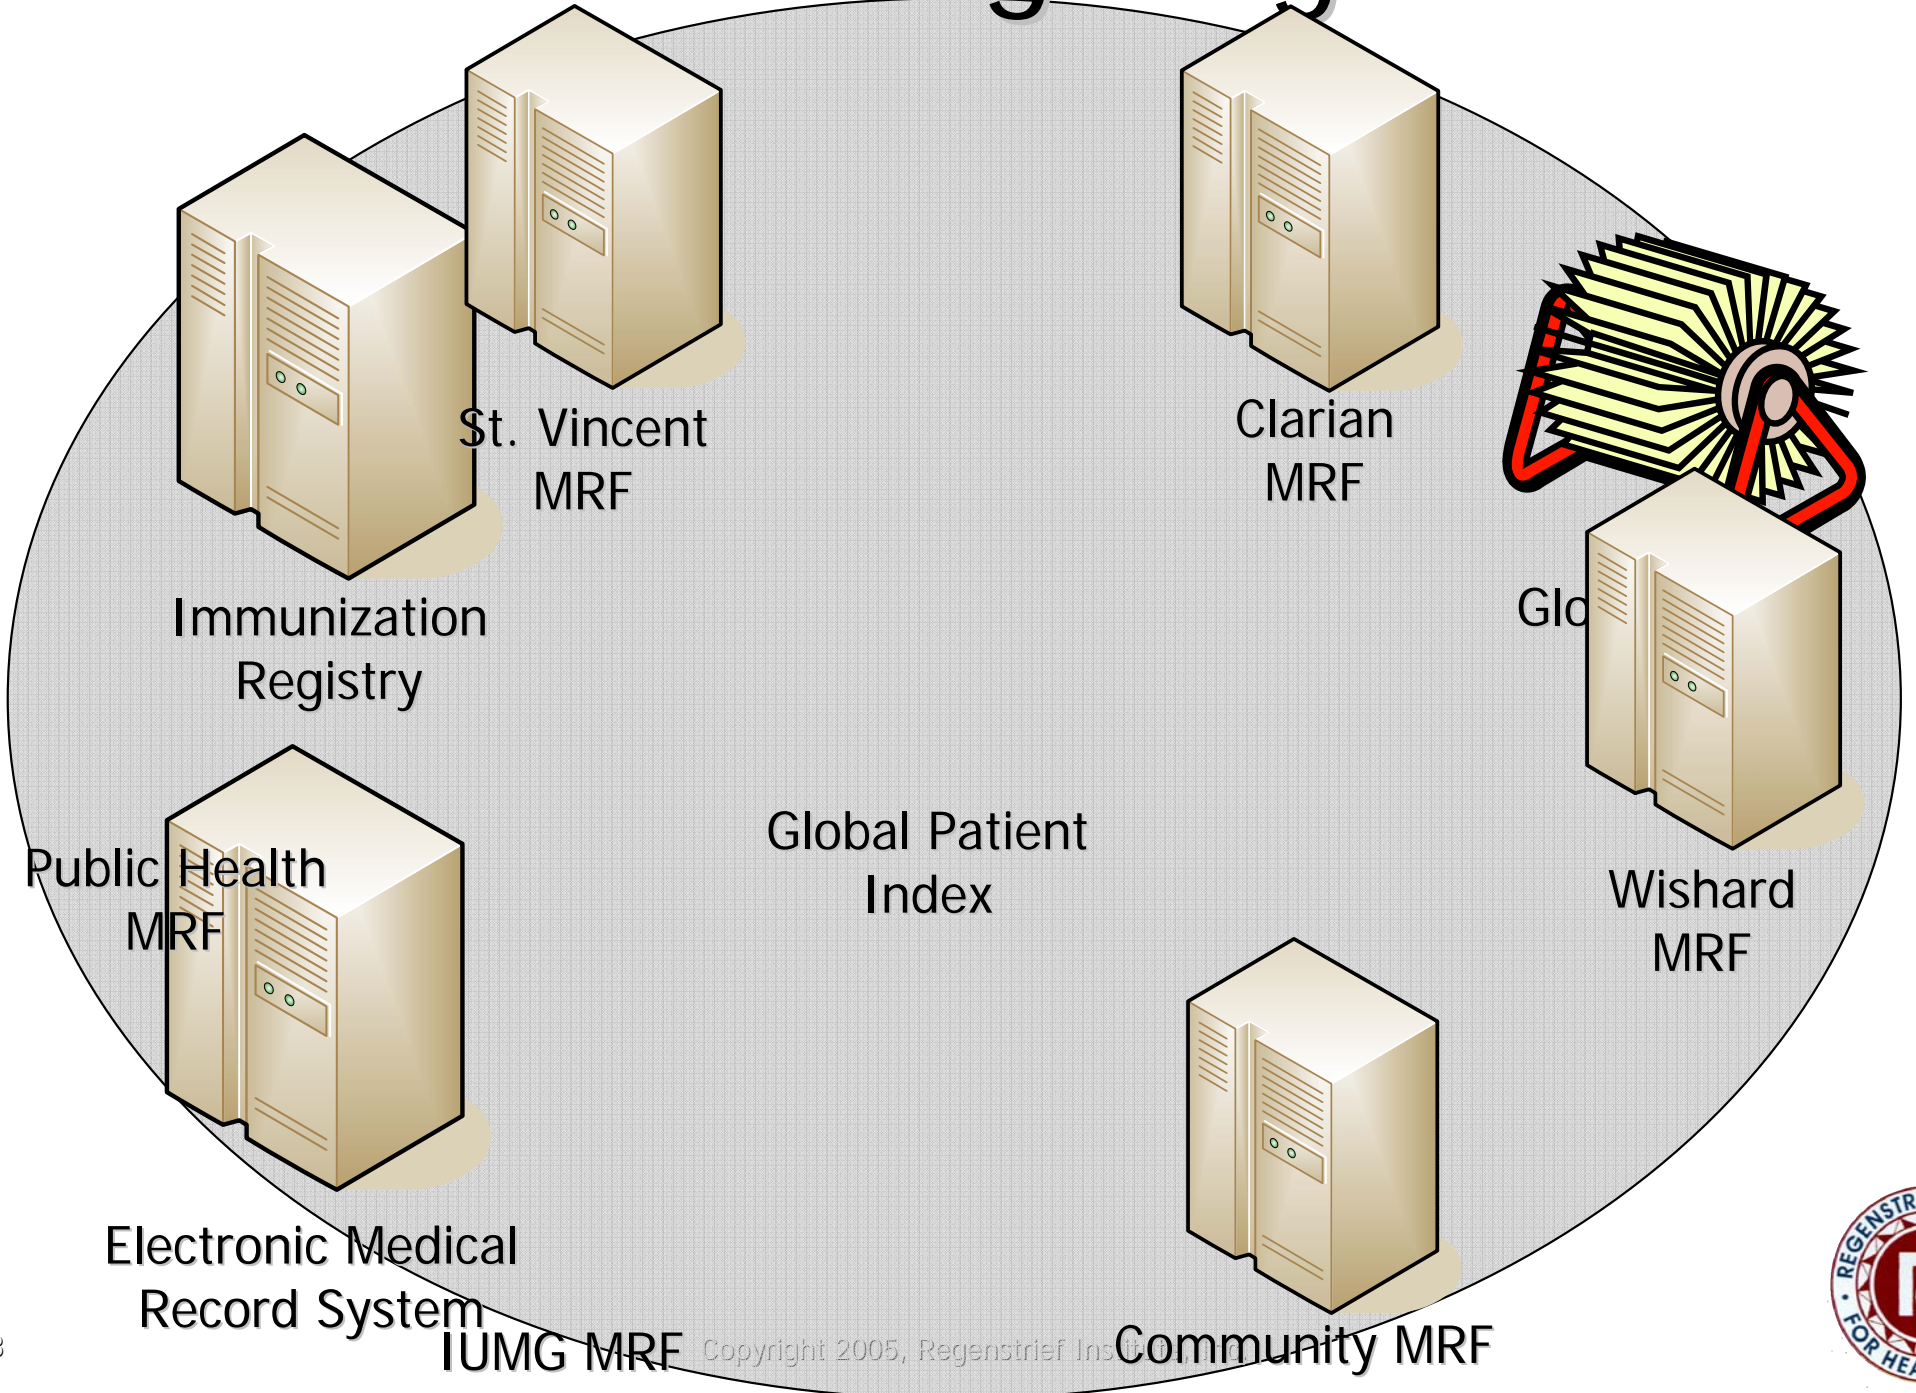 St. Vincent
MRF
Clarian
MRF
Immunization
Registry
Glo
Global Patient
Index
Public Health
MRF
Wishard
MRF
Electronic Medical
Record System
IUMG MRF
Copyright 2005, Regenstrief
Community MRF
FOR